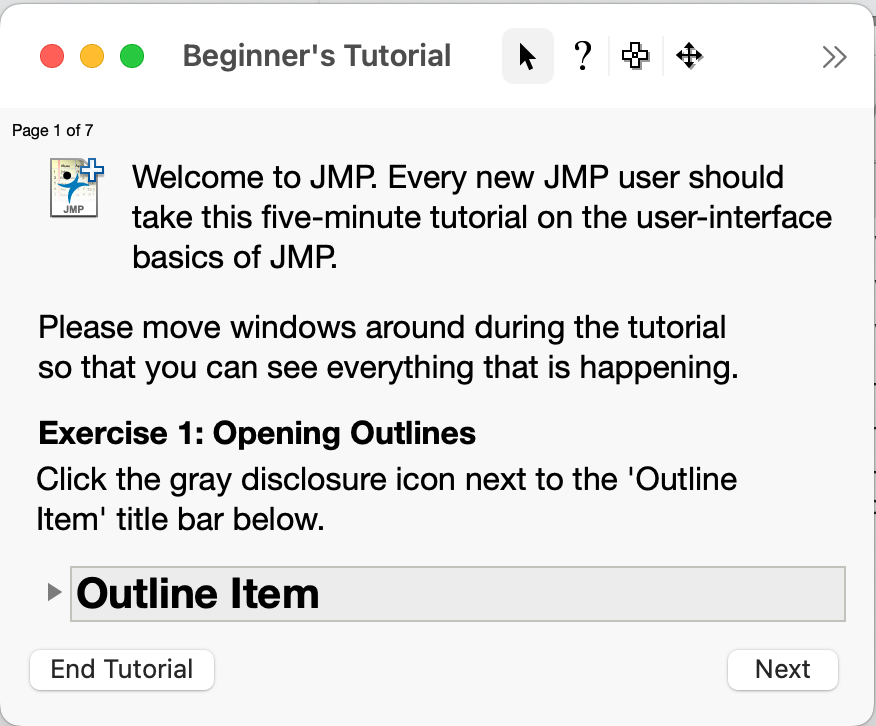 Beginner's Tutorial
?
Page 1 of 7
JMP
Welcome to JMP. Every new JMP user should
take this five-minute tutorial on the user-interface
basics of JMP.
Please move windows around during the tutorial
so that you can see everything that is happening.
Exercise 1: Opening Outlines
Click the gray disclosure icon next to the 'Outline
Item' title bar below.
Outline Item
End Tutorial
Next